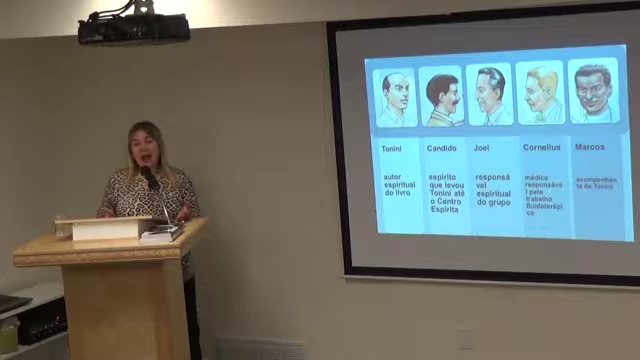 Tonini
autor
espiritual
do livro
Candido
espirito
que levou
Tonini até
o Centro
Espírita
Joel
responsá
vel
espiritual
do grupo
Cornelius
médico
responsáve
l pelo
trabalho
fluidoterápi
co
Marcos
acompanhan
te de Tonini